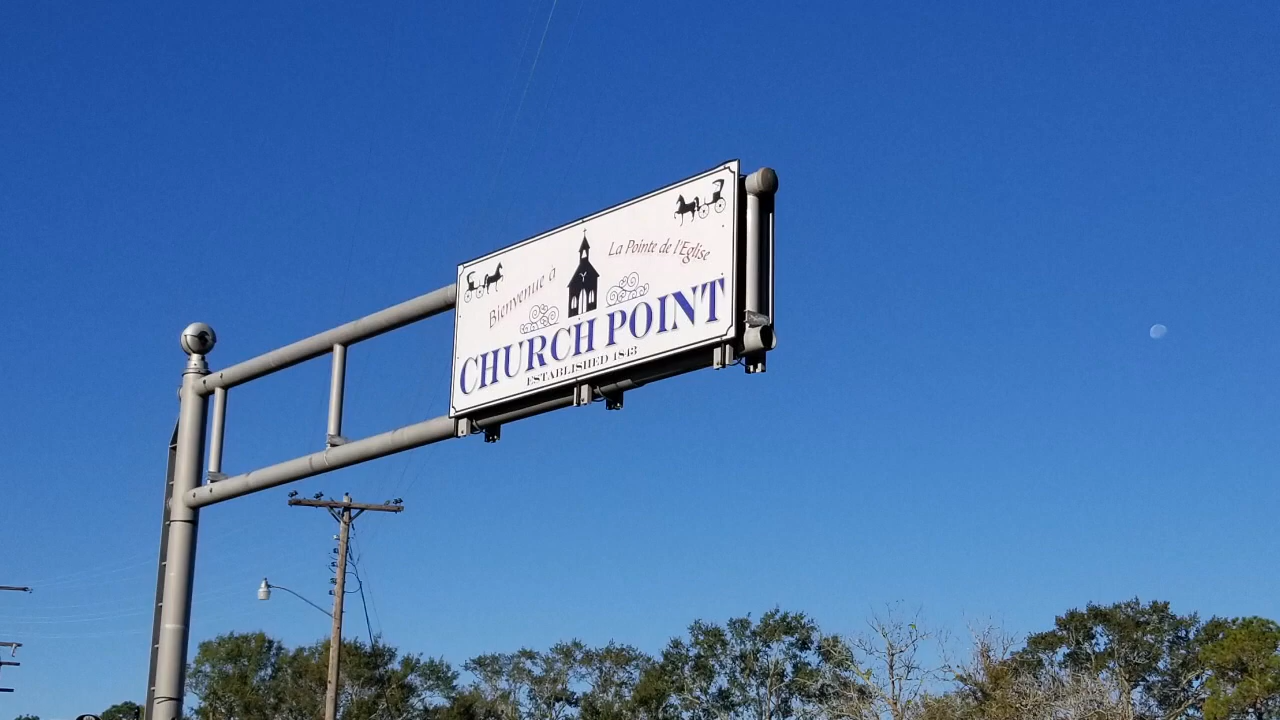 Bienvenue a
La Pointe de l'Eglise
CHURCH POINT
ESTABLISHED 1843